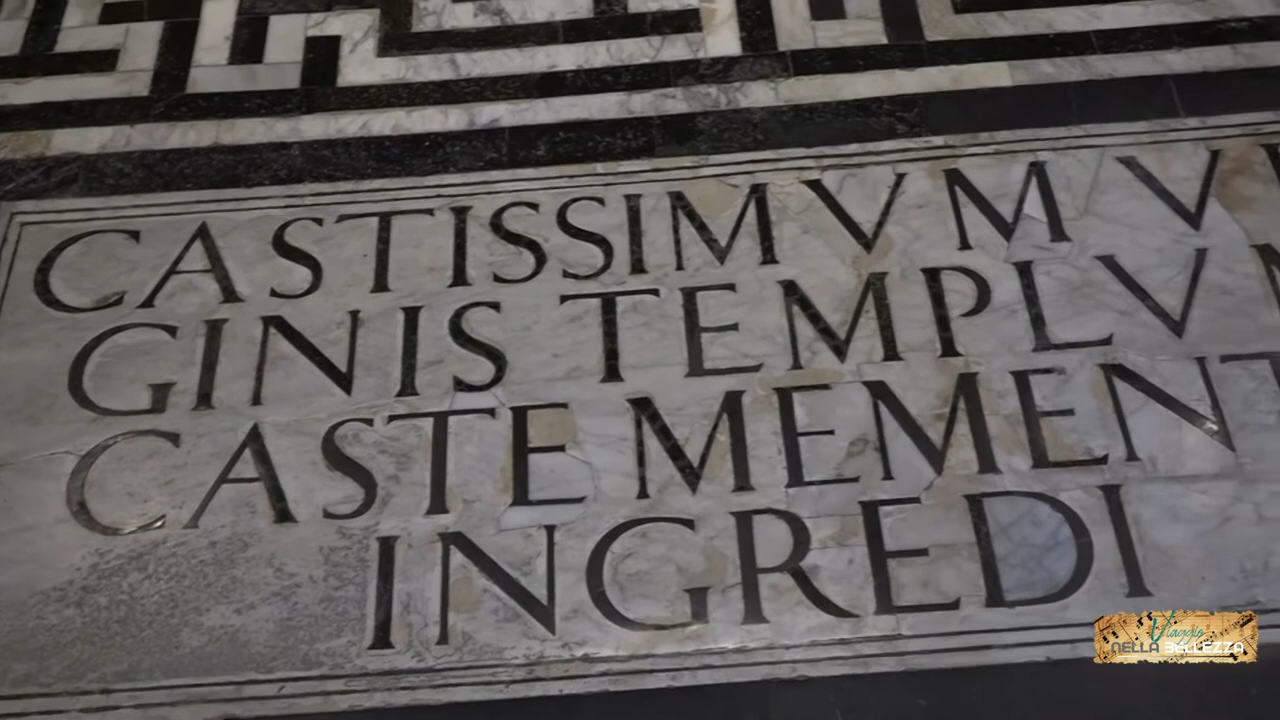 CASTISSIMVM V
GINIS TEMPLV
CASTE MEMENT
INGREDI
Viaggio
NELLA BELLEZZA